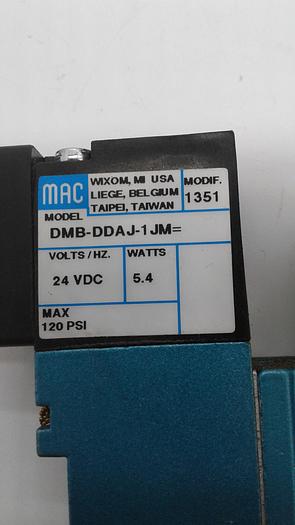 MAC
WIXOM, MI USA
LIEGE, BELGIUM
TAIPEI, TAIWAN
MODIF.
1351
MODEL
DMB-DDAJ-1JM=
VOLTS/HZ.
24 VDC
WATTS
5.4
MAX
120 PSI